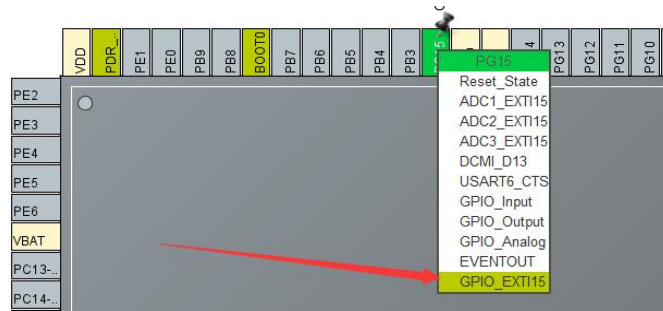 VDD
PDR_..
PE1
PE0
PB9
PB8
BOOT0
PB7
PB6
PB5
PB4
PB3
PG13
PG12
PG11
PG10
PE2
PE3
PE4
PE5
PE6
VBAT
PC13-..
PC14-..
PG15
Reset_State
ADC1_EXTI15
ADC2_EXTI15
ADC3_EXTI15
DCMI_D13
USART6_CTS
GPIO_Input
GPIO_Output
GPIO_Analog
EVENTOUT
GPIO_EXTI15